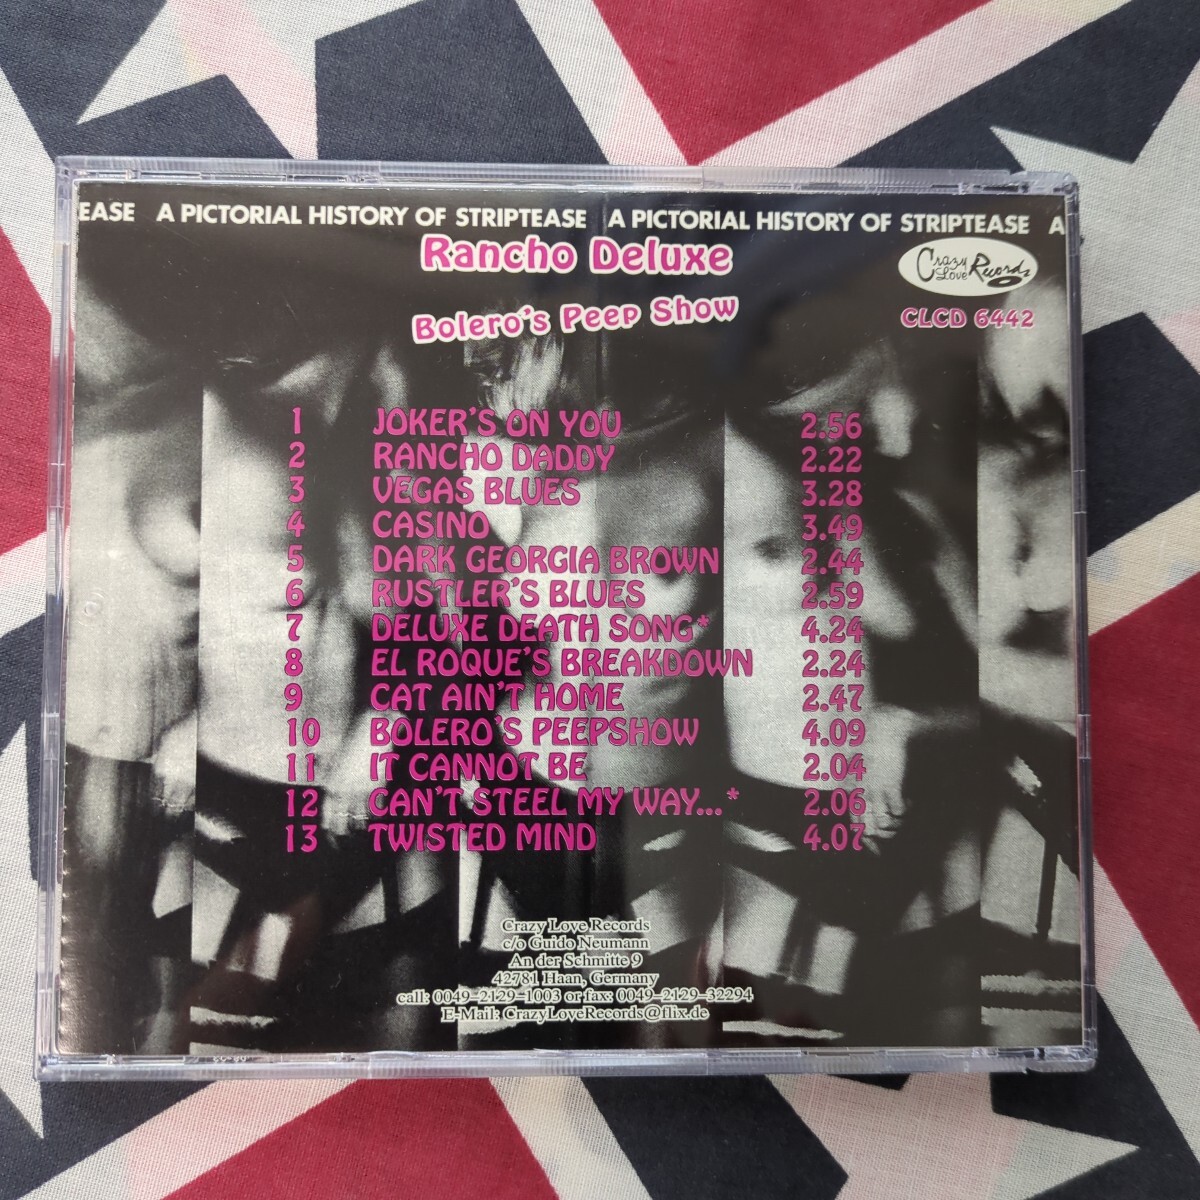 EASE A PICTORIAL HISTORY OF STRIPTEASE A PICTORIAL HISTORY OF STRIPTEASE A
Rancho Deluxe
Crazy Love Records
Bolero's Peep Show
CLCD 6442
1 JOKER'S ON YOU 2.56
2 RANCHO DADDY 2.22
3 VEGAS BLUES 3.28
4 CASINO 3.49
5 DARK GEORGIA BROWN 2.44
6 RUSTLER'S BLUES 2.59
7 DELUXE DEATH SONG* 4.24
8 EL ROQUE'S BREAKDOWN 2.24
9 CAT AIN'T HOME 2.47
10 BOLERO'S PEEPSHOW 4.09
11 IT CANNOT BE 2.04
12 CAN'T STEEL MY WAY...* 2.06
13 TWISTED MIND 4.07
Crazy Love Records
c/o Guido Neumann
An der Schmitte 9
42781 Haan, Germany
call: 0049-2129-1003 or fax: 0049-2129-32294
E-Mail: CrazyLoveRecords@flix.de